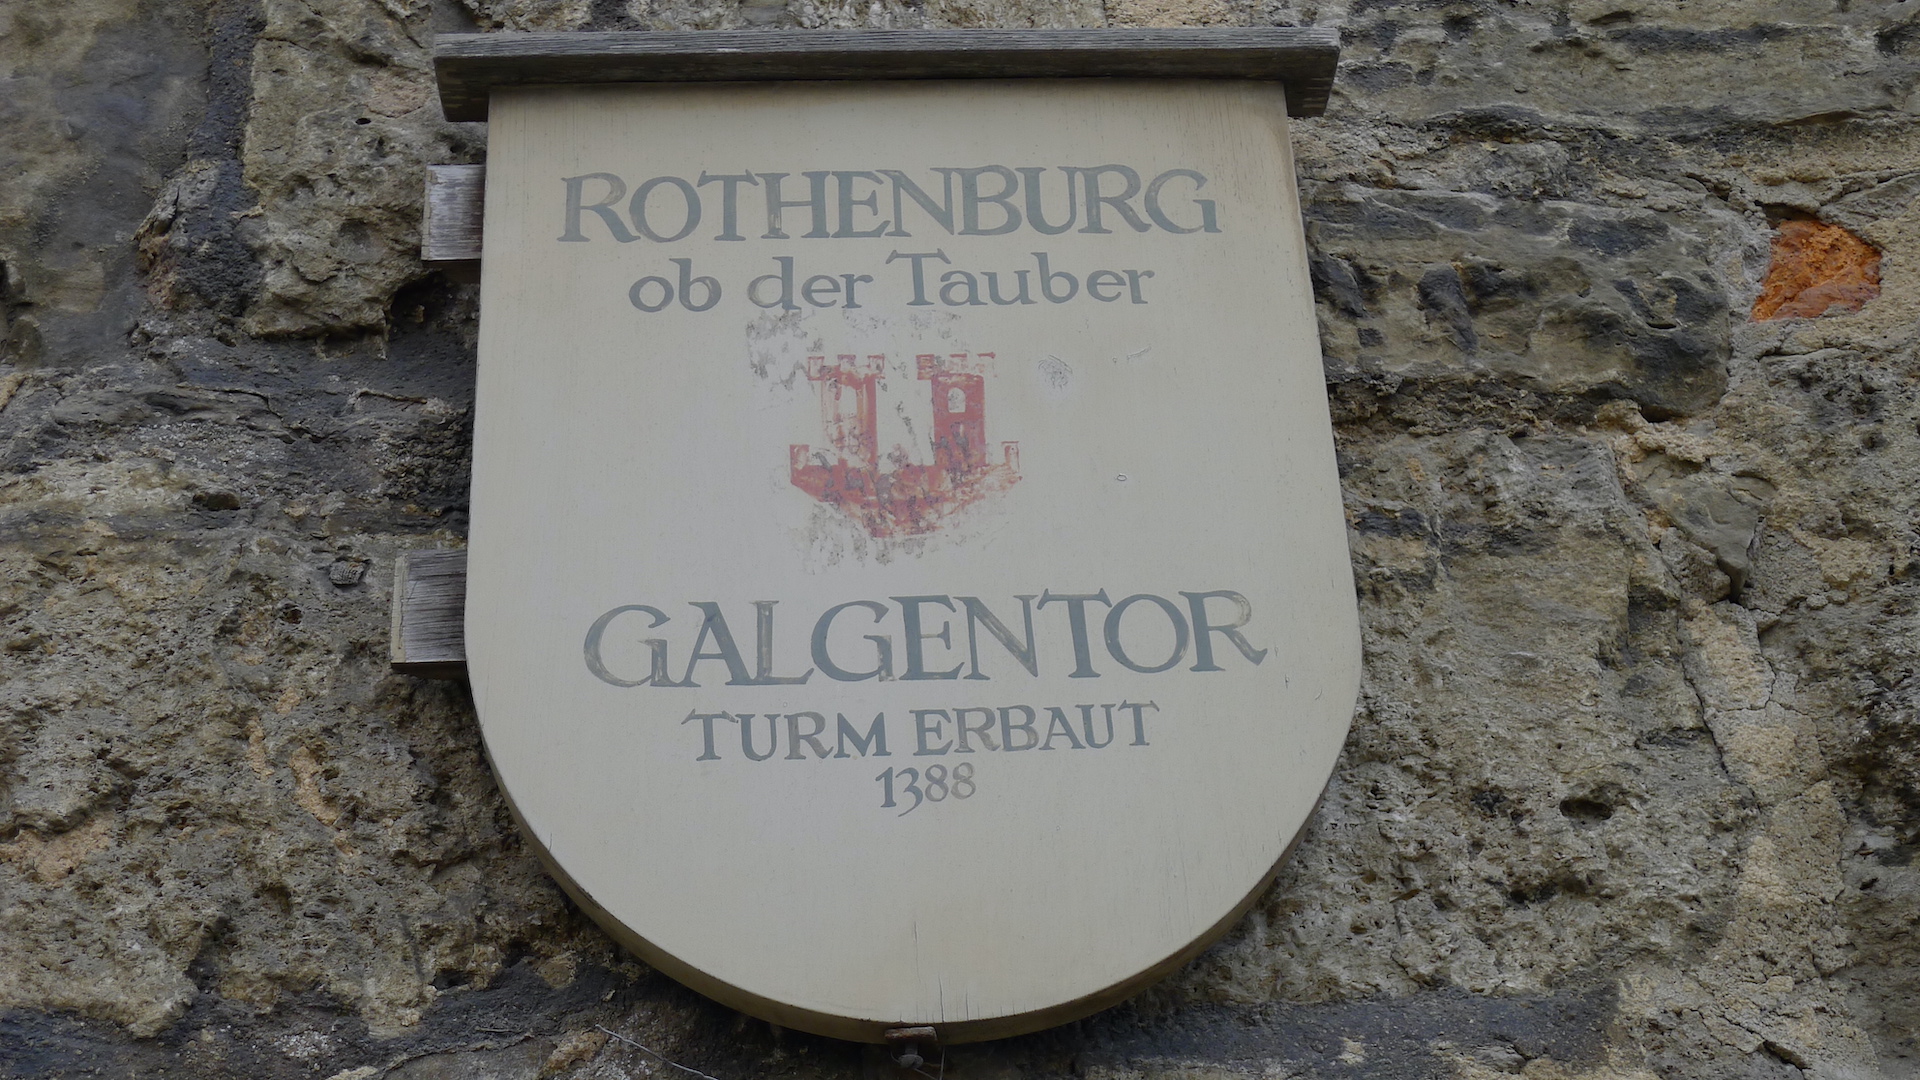 ROTHENBURG
ob der Tauber
GALGENTOR
TURM ERBAUT
1388